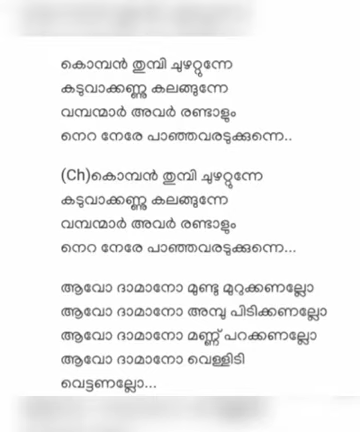 കൊമ്പൻ തുമ്പി ചുഴറ്റുന്നേ
കടുവാക്കണ്ണു കലങ്ങുന്നേ
വമ്പന്മാർ അവർ രണ്ടാളും
നെറ നേരേ പാഞ്ഞവരടുക്കുന്നെ..
(Ch)കൊമ്പൻ തുമ്പി ചുഴറ്റുന്നേ
കടുവാക്കണ്ണു കലങ്ങുന്നേ
വമ്പന്മാർ അവർ രണ്ടാളും
നെറ നേരേ പാഞ്ഞവരടുക്കുന്നെ...
ആവോ ദാമാനോ മുണ്ടു മുറുക്കണല്ലോ
ആവോ ദാമാനോ അമ്പു പിടിക്കണല്ലോ
ആവോ ദാമാനോ മണ്ണ് പറക്കണല്ലോ
ആവോ ദാമാനോ വെള്ളിടി
വെട്ടണല്ലോ...